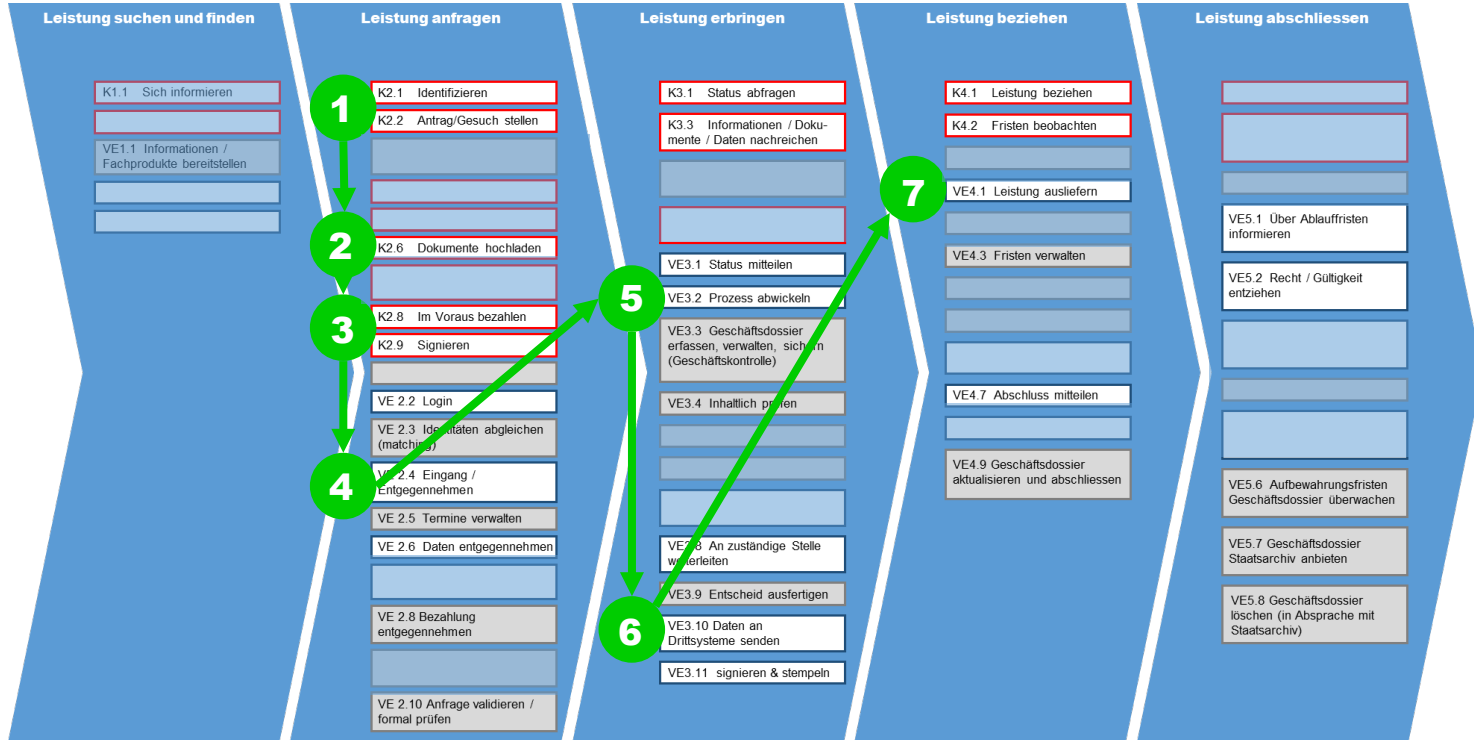 Leistung suchen und finden
K1.1 Sich informieren
VE1.1 Informationen /
Fachprodukte bereitstellen
Leistung anfragen
1
K2.1 Identifizieren
K2.2 Antrag/Gesuch stellen
2
K2.6 Dokumente hochladen
3
K2.8 Im Voraus bezahlen
K2.9 Signieren
VE 2.2 Login
VE 2.3 Identitäten abgleichen
(matching)
4
VE 2.4 Eingang /
Entgegennehmen
VE 2.5 Termine verwalten
VE 2.6 Daten entgegennehmen
VE 2.8 Bezahlung
entgegennehmen
VE 2.10 Anfrage validieren /
formal prüfen
Leistung erbringen
K3.1 Status abfragen
K3.3 Informationen / Doku-
mente / Daten nachreichen
VE3.1 Status mitteilen
5
VE3.2 Prozess abwickeln
VE3.3 Geschäftsdossier
erfassen, verwalten, sichern
(Geschäftskontrolle)
VE3.4 Inhaltlich prüfen
VE3.8 An zuständige Stelle
weiterleiten
VE3.9 Entscheid ausfertigen
6
VE3.10 Daten an
Drittsysteme senden
VE3.11 signieren & stempeln
Leistung beziehen
K4.1 Leistung beziehen
K4.2 Fristen beobachten
7
VE4.1 Leistung ausliefern
VE4.3 Fristen verwalten
VE4.7 Abschluss mitteilen
VE4.9 Geschäftsdossier
aktualisieren und abschliessen
Leistung abschliessen
VE5.1 Über Ablauffristen
informieren
VE5.2 Recht / Gültigkeit
entziehen
VE5.6 Aufbewahrungsfristen
Geschäftsdossier überwachen
VE5.7 Geschäftsdossier
Staatsarchiv anbieten
VE5.8 Geschäftsdossier
löschen (in Absprache mit
Staatsarchiv)